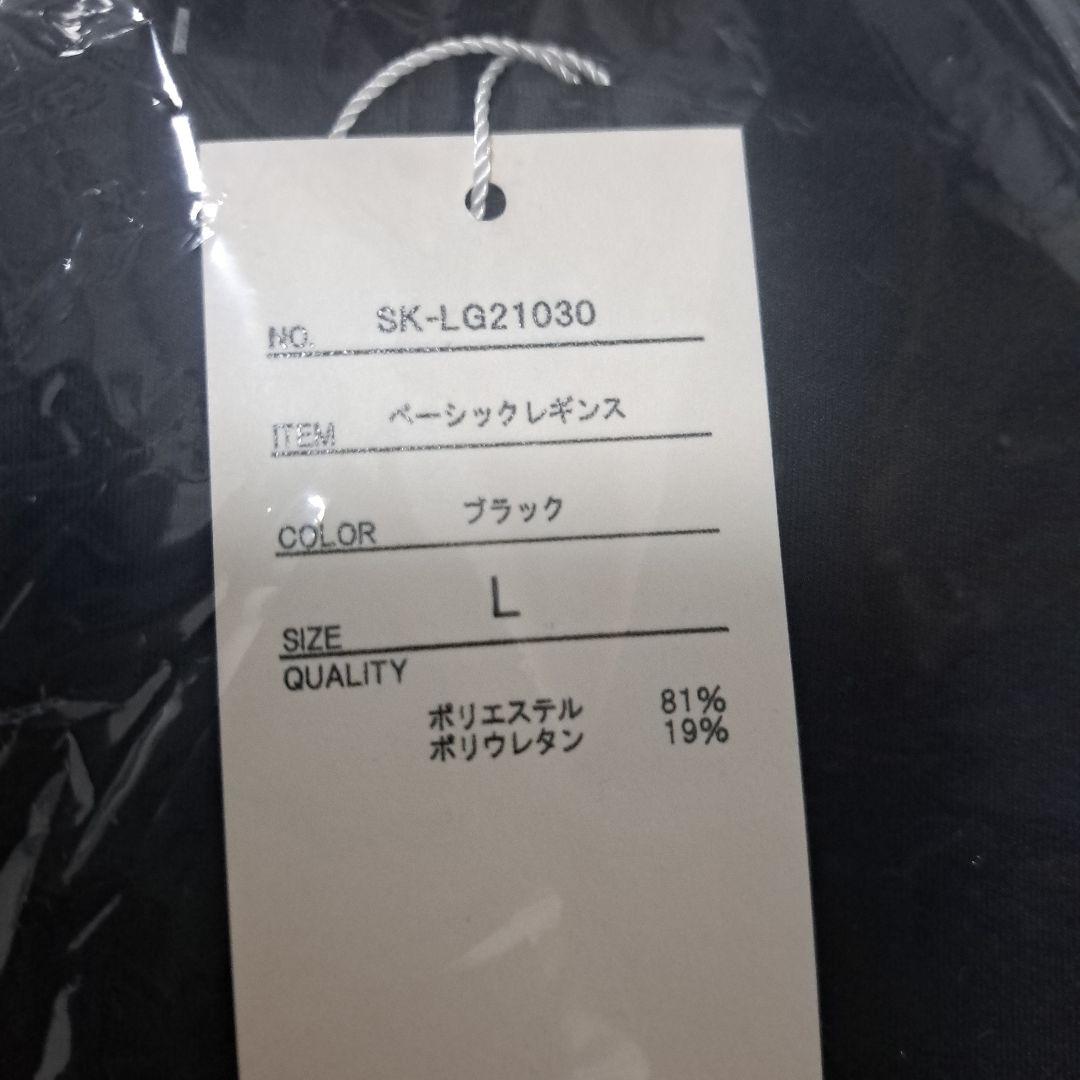 NO. SK-LG21030
ITEM ベーシックレギンス
COLOR ブラック
SIZE L
QUALITY
ポリエステル 81%
ポリウレタン 19%